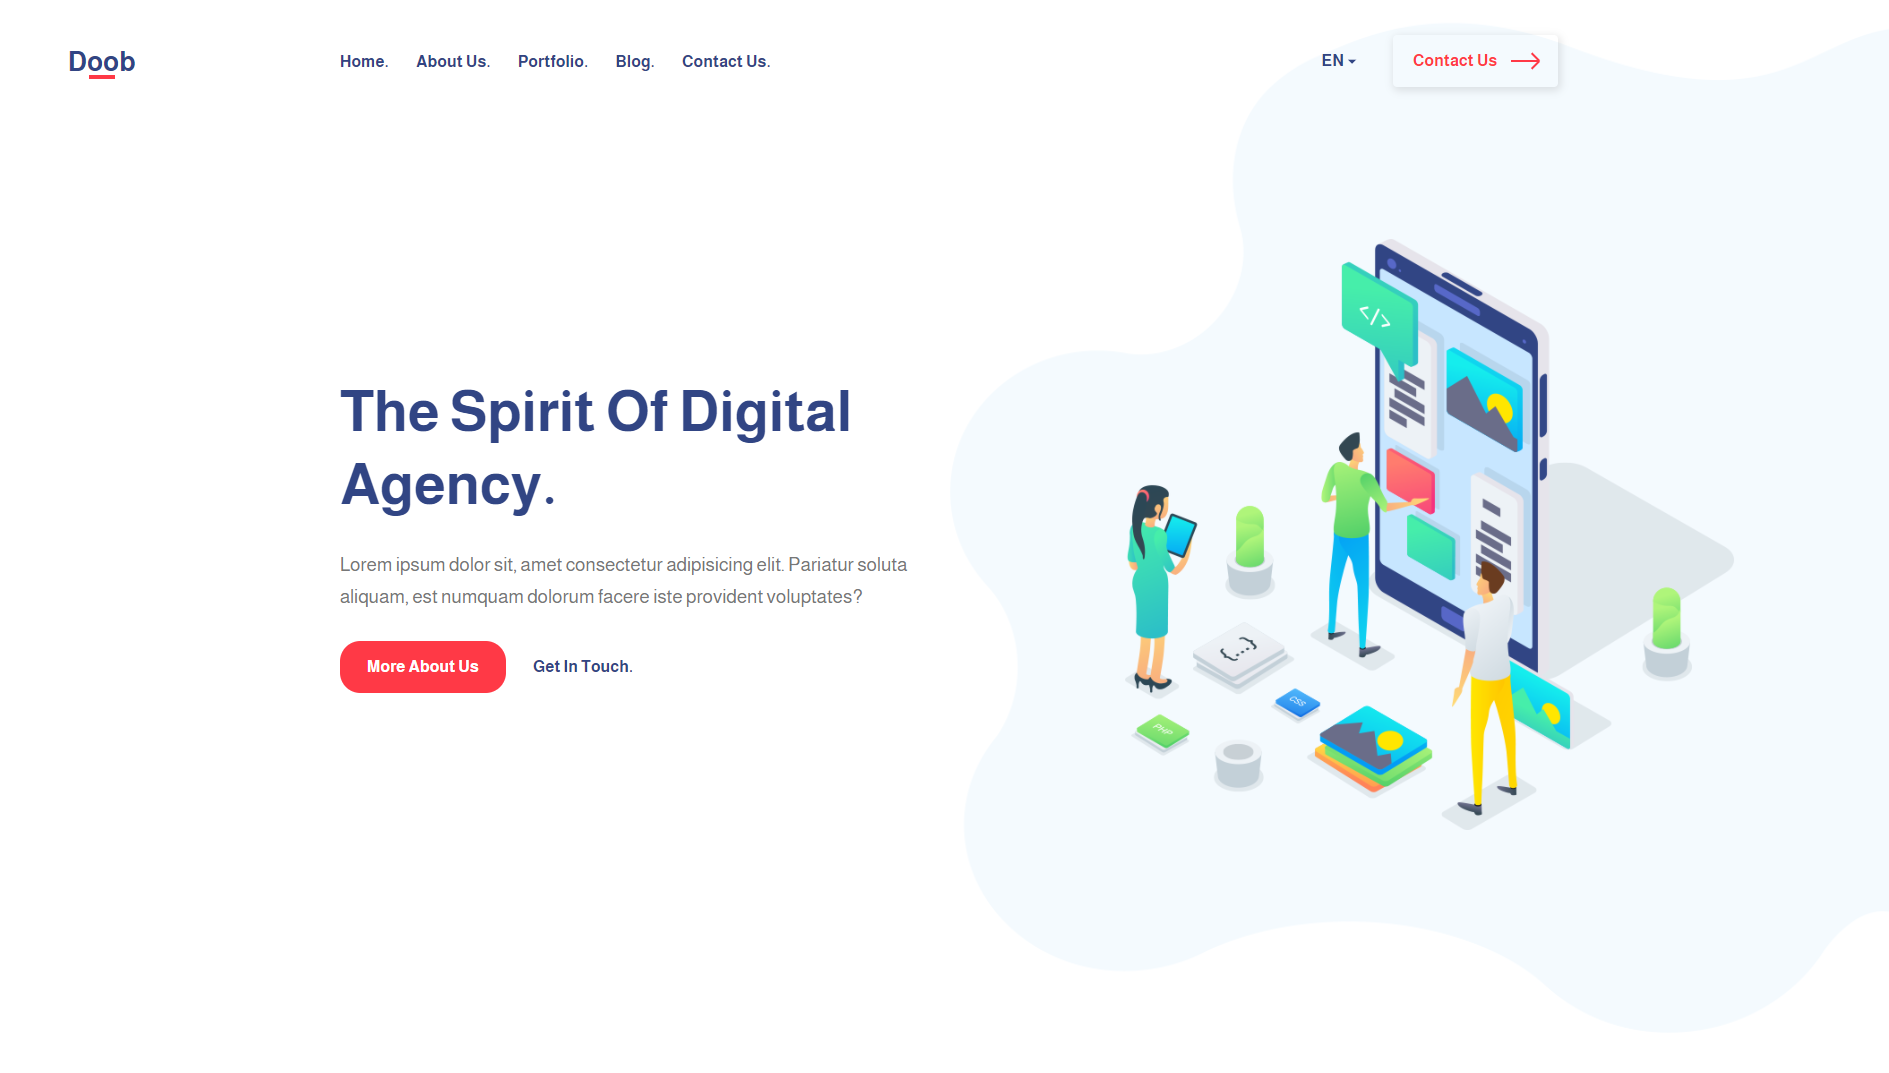 Doob
Home. About Us. Portfolio. Blog. Contact Us.
EN
Contact Us
</>
The Spirit Of Digital
Agency.
Lorem ipsum dolor sit, amet consectetur adipisicing elit. Pariatur soluta
aliquam, est numquam dolorum facere iste provident voluptates?
More About Us
Get In Touch.
{...}
CSS
PHP